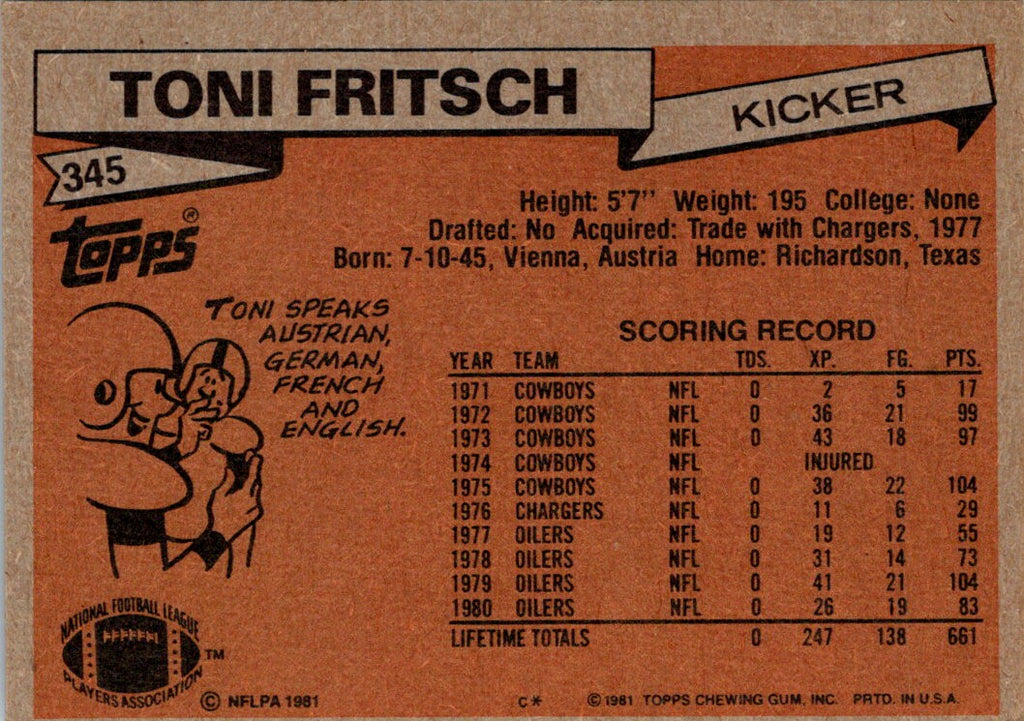 TONI FRITSCH
KICKER
345
topps®
Height: 5'7" Weight: 195 College: None
Drafted: No Acquired: Trade with Chargers, 1977
Born: 7-10-45, Vienna, Austria Home: Richardson, Texas
TONI SPEAKS
AUSTRIAN,
GERMAN,
FRENCH
AND
ENGLISH.
SCORING RECORD
YEAR TEAM TDS. XP. FG. PTS.
1971 COWBOYS NFL 0 2 5 17
1972 COWBOYS NFL 0 36 21 99
1973 COWBOYS NFL 0 43 18 97
1974 COWBOYS NFL INJURED
1975 COWBOYS NFL 0 38 22 104
1976 CHARGERS NFL 0 11 6 29
1977 OILERS NFL 0 19 12 55
1978 OILERS NFL 0 31 14 73
1979 OILERS NFL 0 41 21 104
1980 OILERS NFL 0 26 19 83
LIFETIME TOTALS 0 247 138 661
NATIONAL FOOTBALL LEAGUE
PLAYERS ASSOCIATION
TM
© NFLPA 1981
C*
© 1981 TOPPS CHEWING GUM, INC. PRTD. IN U.S.A.